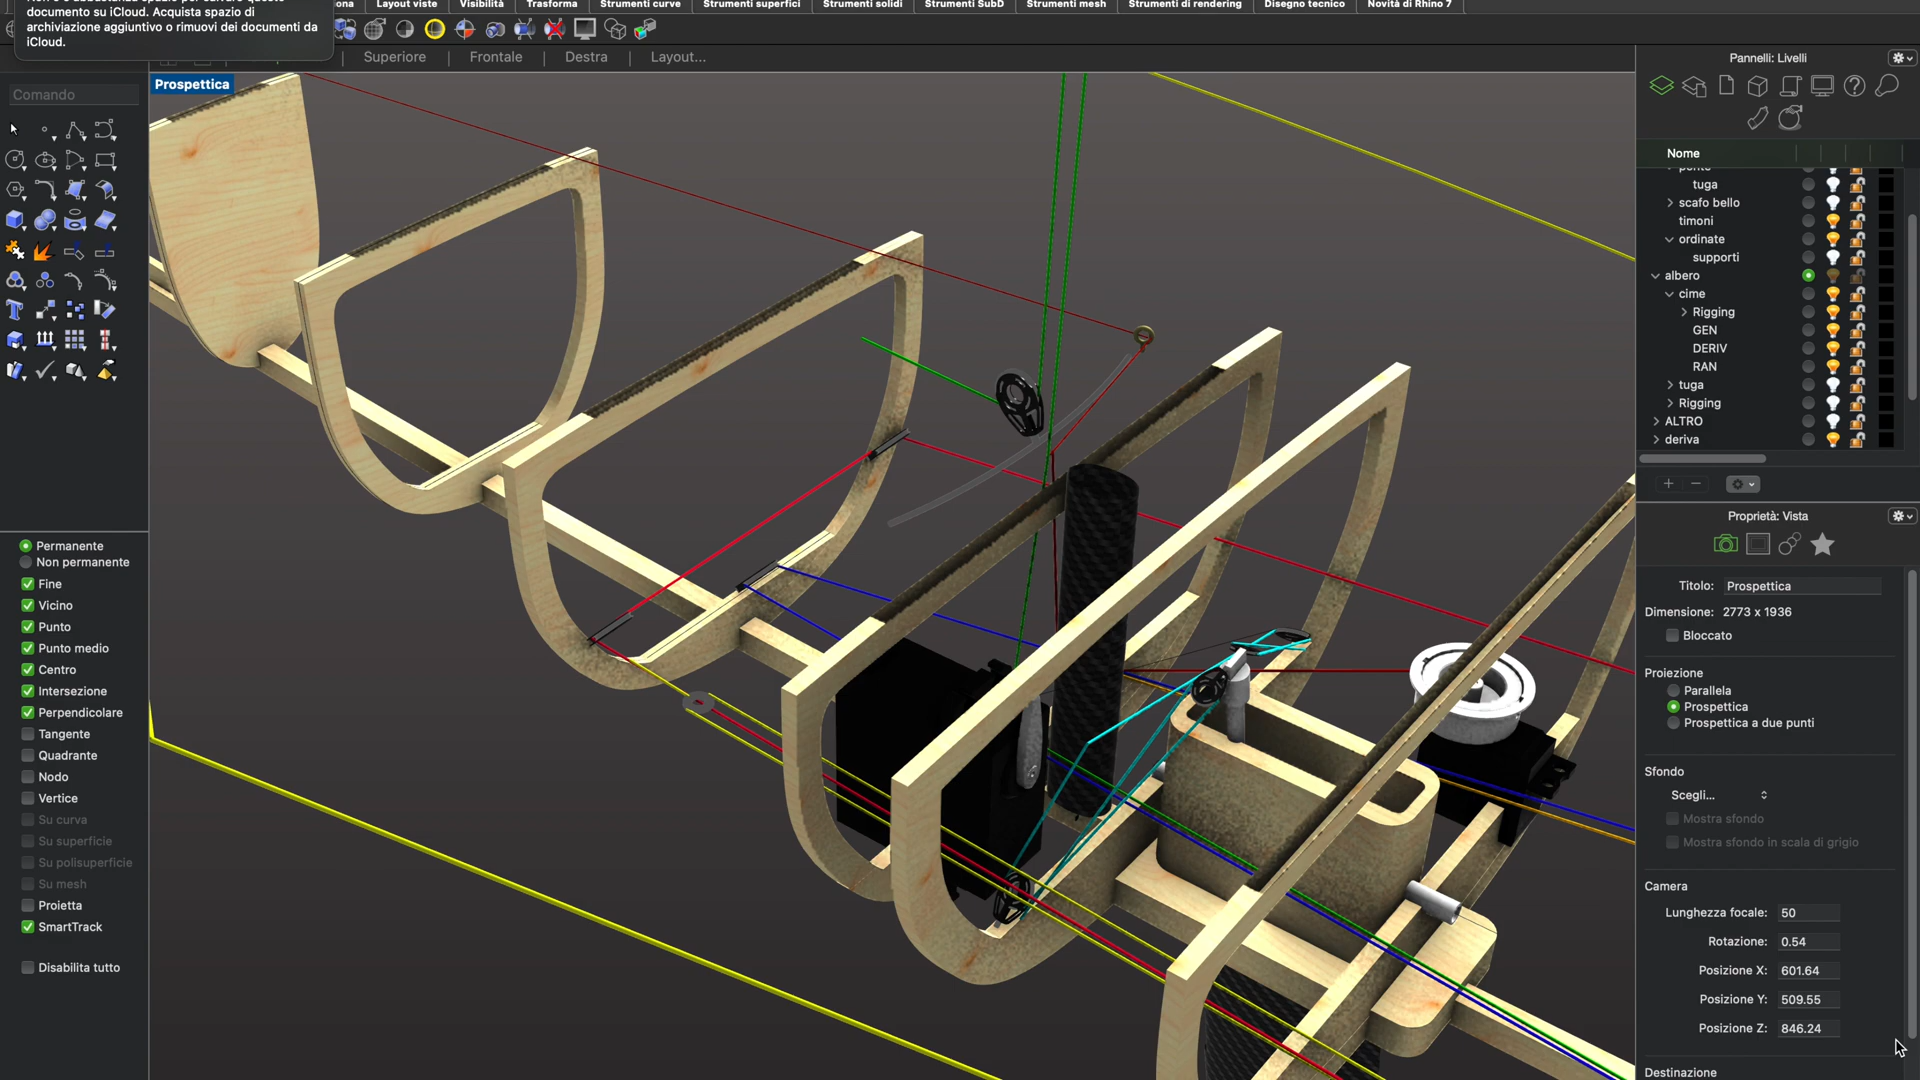 documento su iCloud. Acquista spazio di
archiviazione aggiuntivo o rimuovi dei documenti da
iCloud.
Layout viste
Visibilità
Trasforma
Strumenti curve
Strumenti superfici
Strumenti solidi
Strumenti SubD
Strumenti mesh
Strumenti di rendering
Disegno tecnico
Novità di Rhino 7
Superiore
Frontale
Destra
Layout...
Prospettica
Comando
Permanente
Non permanente
Fine
Vicino
Punto
Punto medio
Centro
Intersezione
Perpendicolare
Tangente
Quadrante
Nodo
Vertice
Su curva
Su superficie
Su polisuperficie
Su mesh
Proietta
SmartTrack
Disabilita tutto
Pannelli: Livelli
Nome
ponte
tuga
scafo bello
timoni
ordinate
supporti
albero
cime
Rigging
GEN
DERIV
RAN
tuga
Rigging
ALTRO
deriva
Proprietà: Vista
Titolo: Prospettica
Dimensione: 2773 x 1936
Bloccato
Proiezione
Parallela
Prospettica
Prospettica a due punti
Sfondo
Scegli...
Mostra sfondo
Mostra sfondo in scala di grigio
Camera
Lunghezza focale: 50
Rotazione: 0.54
Posizione X: 601.64
Posizione Y: 509.55
Posizione Z: 846.24
Destinazione